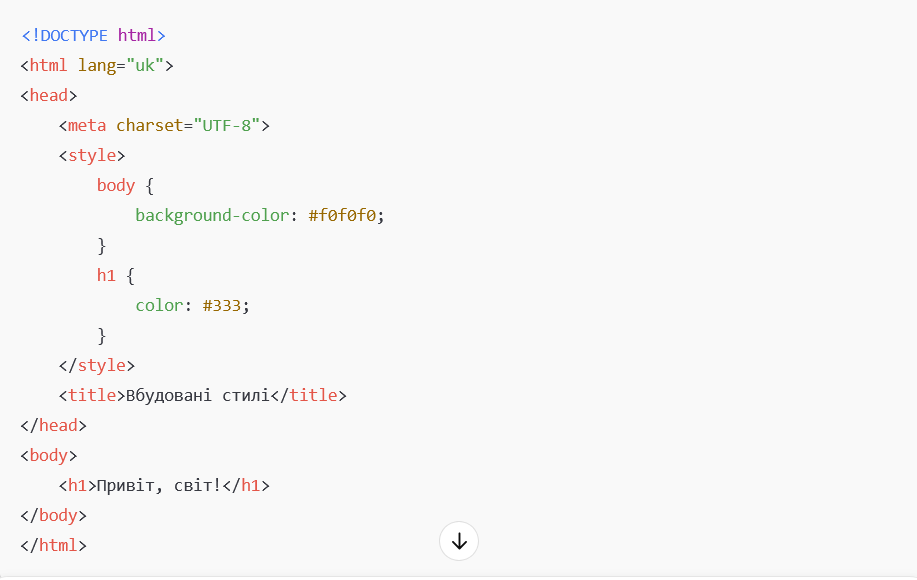 <!DOCTYPE html>
<html lang="uk">
<head>
    <meta charset="UTF-8">
    <style>
        body {
            background-color: #f0f0f0;
        }
        h1 {
            color: #333;
        }
    </style>
    <title>Вбудовані стилі</title>
</head>
<body>
    <h1>Привіт, світ!</h1>
</body>
</html>